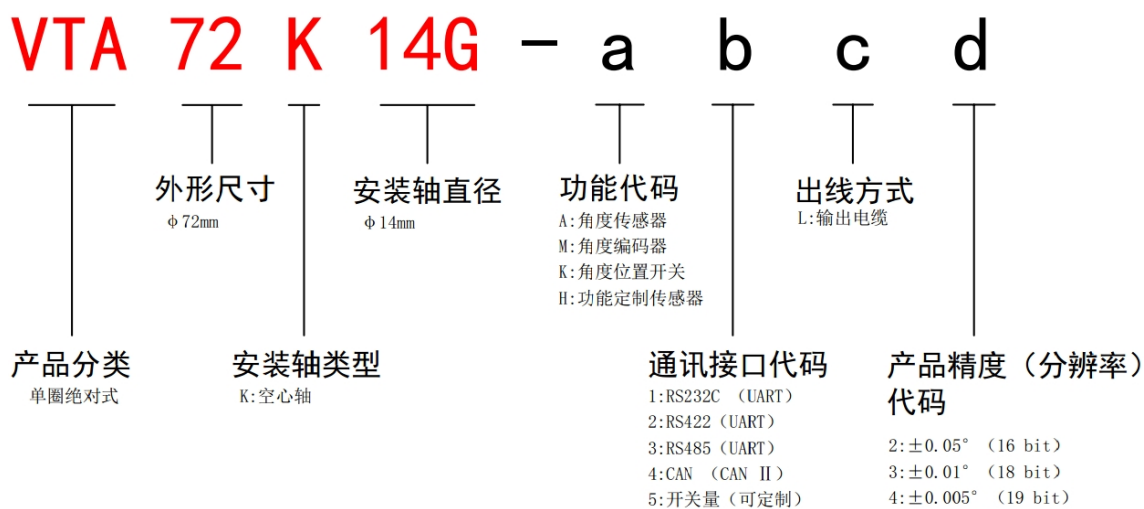 VTA 72 K 14G - a b c d
外形尺寸
φ72mm
安装轴直径
φ14mm
功能代码
A:角度传感器
M:角度编码器
K:角度位置开关
H:功能定制传感器
出线方式
L:输出电缆
产品分类
单圈绝对式
安装轴类型
K:空心轴
通讯接口代码
1:RS232C （UART）
2:RS422（UART）
3:RS485（UART）
4:CAN （CAN Ⅱ）
5:开关量（可定制）
产品精度（分辨率）
代码
2:±0.05° （16 bit）
3:±0.01° （18 bit）
4:±0.005° （19 bit）